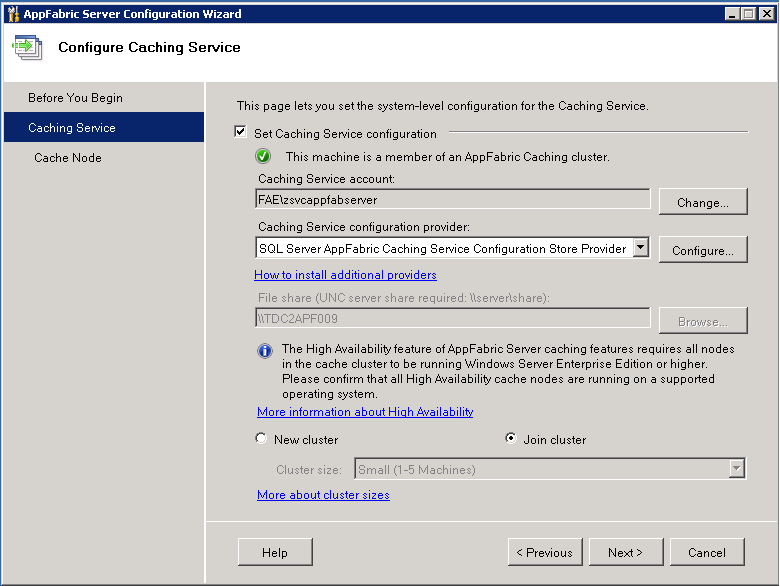 AppFabric Server Configuration Wizard
Configure Caching Service
Before You Begin
Caching Service
Cache Node
This page lets you set the system-level configuration for the Caching Service.
Set Caching Service configuration
This machine is a member of an AppFabric Caching cluster.
Caching Service account:
FAE\zsvcappfabserver
Change...
Caching Service configuration provider:
SQL Server AppFabric Caching Service Configuration Store Provider
Configure...
How to install additional providers
File share (UNC server share required: \\server\share):
\\TDC2APF009
Browse...
The High Availability feature of AppFabric Server caching features requires all nodes
in the cache cluster to be running Windows Server Enterprise Edition or higher.
Please confirm that all High Availability cache nodes are running on a supported
operating system.
More information about High Availability
New cluster
Join cluster
Cluster size:
Small (1-5 Machines)
More about cluster sizes
Help
< Previous
Next >
Cancel